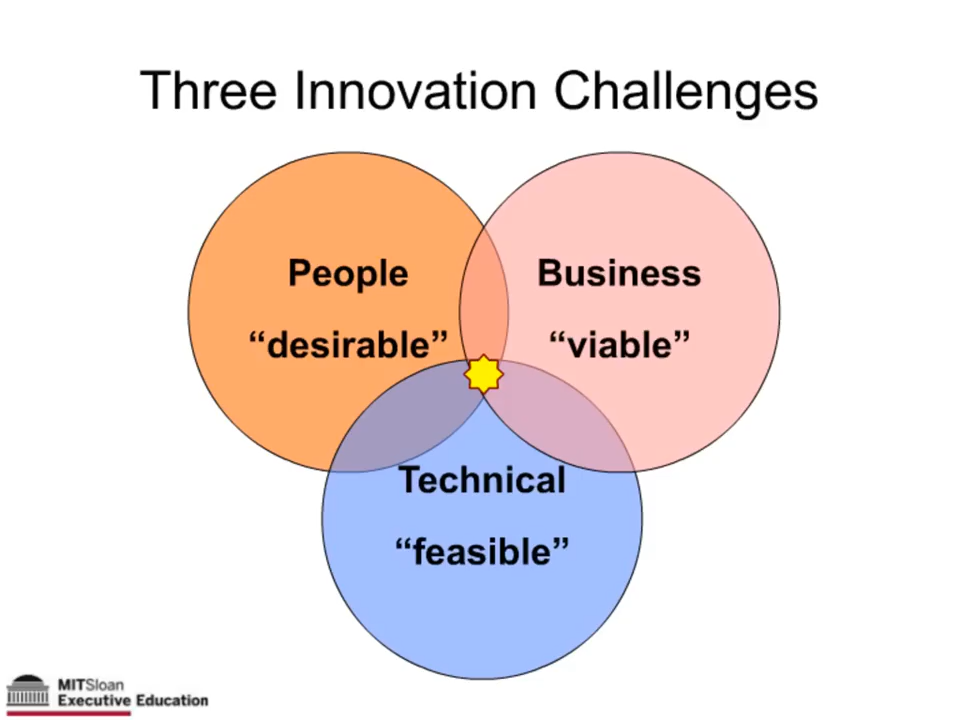 Three Innovation Challenges
People
“desirable”
Business
“viable”
Technical
“feasible”
MITSloan
Executive Education